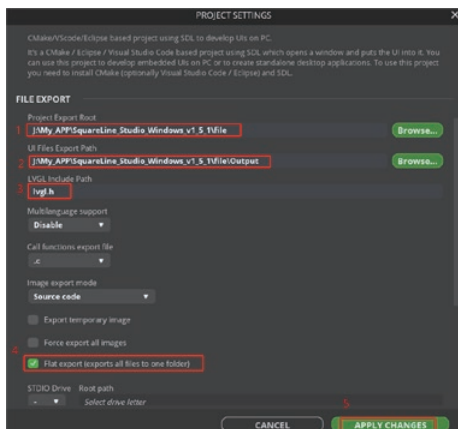 PROJECT SETTINGS
CMake/VScode/Eclipse based project using SDL to develop UIs on PC.
It's a CMake / Eclipse / Visual Studio Code based project using SDL which opens a window and puts the UI into it. You
can use this project to develop embedded UIs on PC or to create standalone desktop applications. To use this project
you need to install CMake (optionally Visual Studio Code / Eclipse) and SDL.
FILE EXPORT
Project Export Root
1 J:\My_APP\SquareLine_Studio_Windows_v1_5_1\file Browse...
UI Files Export Path
2 J:\My_APP\SquareLine_Studio_Windows_v1_5_1\file\Output Browse...
LVGL Include Path
3 lvgl.h
Multilanguage support
Disable
Call functions export file
.c
Image export mode
Source code
Export temporary image
Force export all images
4 Flat export (exports all files to one folder)
STDIO Drive Root path
- Select drive letter
5
CANCEL APPLY CHANGES